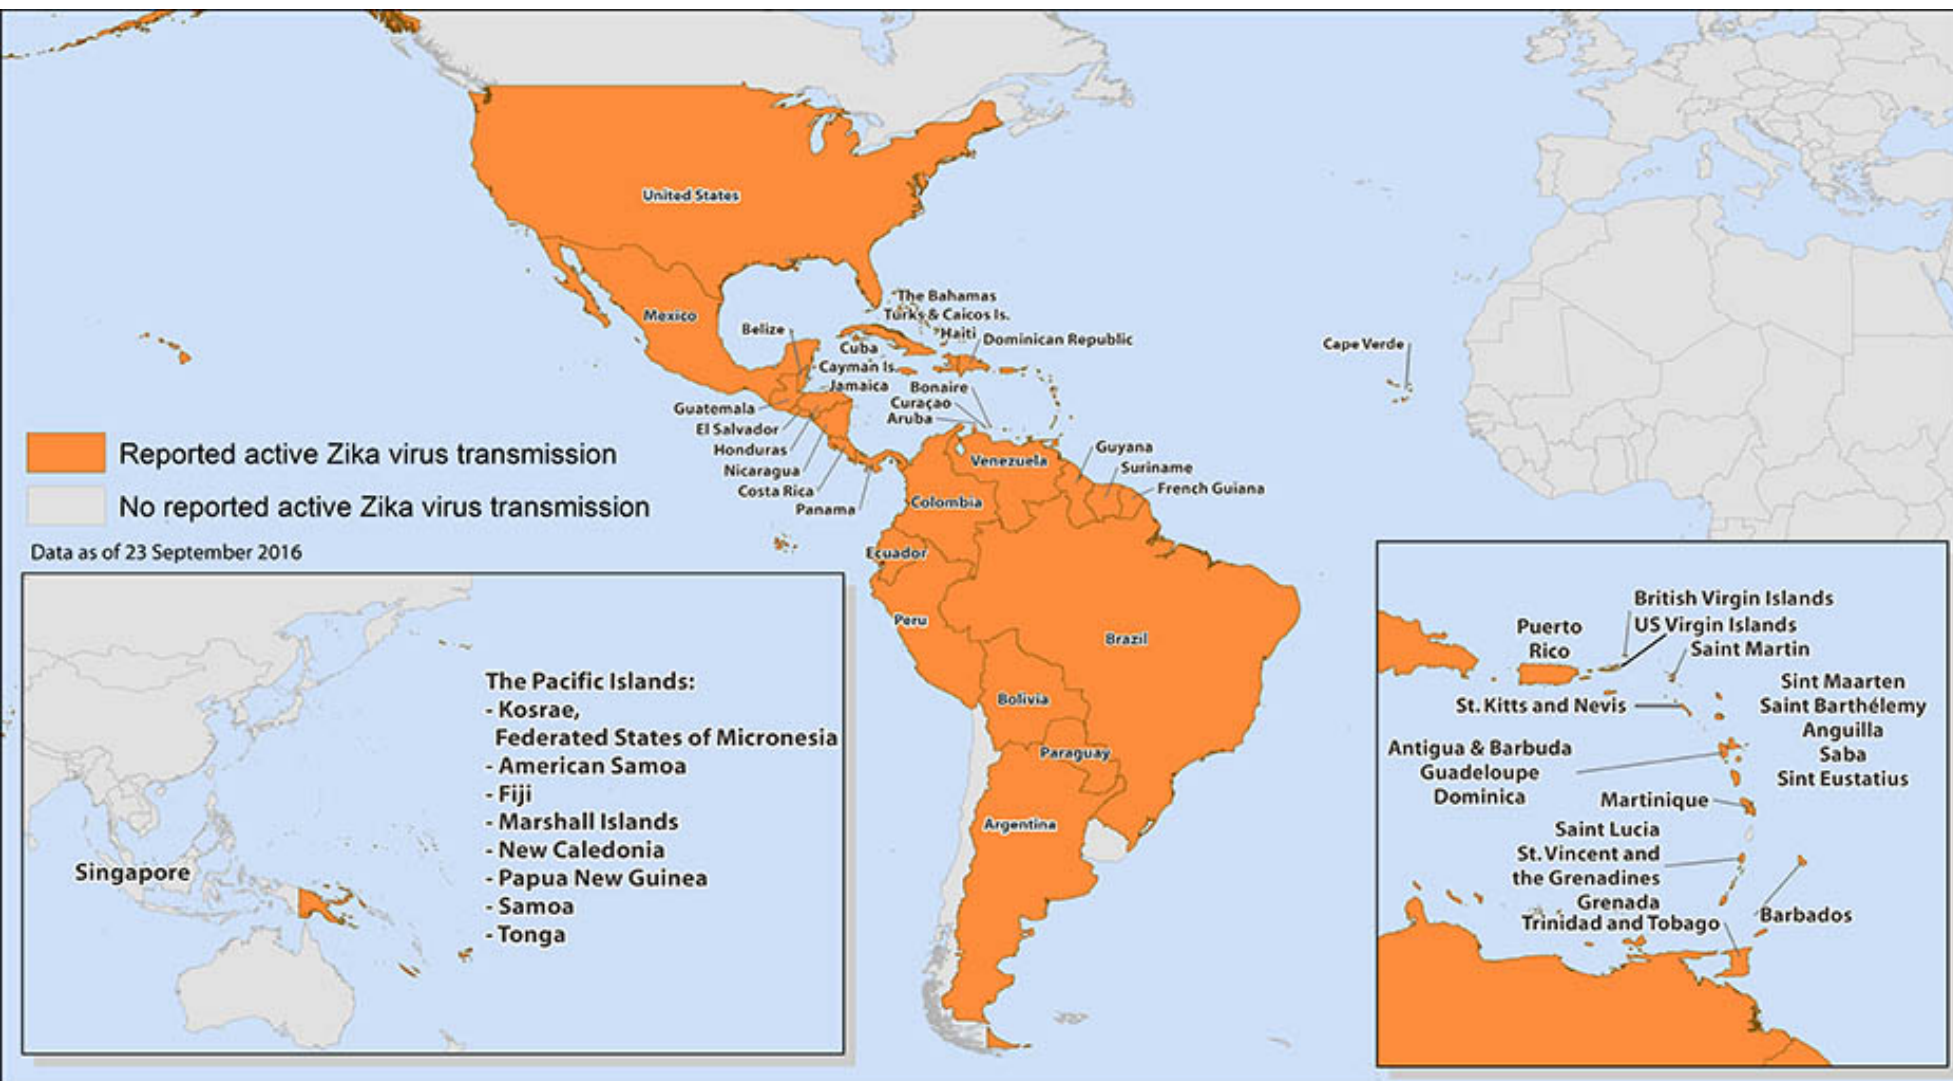 United States
Mexico
The Bahamas
Turks & Caicos Is.
Haiti
Dominican Republic
Belize
Cuba
Cayman Is.
Jamaica
Bonaire
Curaçao
Aruba
Guatemala
El Salvador
Honduras
Nicaragua
Costa Rica
Panama
Cape Verde
Guyana
Suriname
French Guiana
Venezuela
Colombia
Ecuador
Peru
Brazil
Bolivia
Paraguay
Argentina
Reported active Zika virus transmission
No reported active Zika virus transmission
Data as of 23 September 2016
Singapore
The Pacific Islands:
- Kosrae,
Federated States of Micronesia
- American Samoa
- Fiji
- Marshall Islands
- New Caledonia
- Papua New Guinea
- Samoa
- Tonga
British Virgin Islands
US Virgin Islands
Puerto
Rico
Saint Martin
St. Kitts and Nevis
Sint Maarten
Saint Barthélemy
Anguilla
Saba
Sint Eustatius
Antigua & Barbuda
Guadeloupe
Dominica
Martinique
Saint Lucia
St. Vincent and
the Grenadines
Grenada
Trinidad and Tobago
Barbados